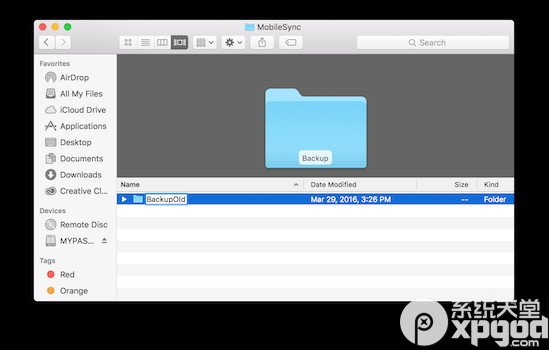 MobileSync
Search
Favorites
AirDrop
All My Files
iCloud Drive
Applications
Desktop
Documents
Downloads
Creative Cl...
Devices
Remote Disc
MYPAS...
Tags
Red
Orange
Backup
Name Date Modified Size Kind
BackupOld Mar 29, 2016, 3:26 PM -- Folder
系统天堂
xpgod
.com